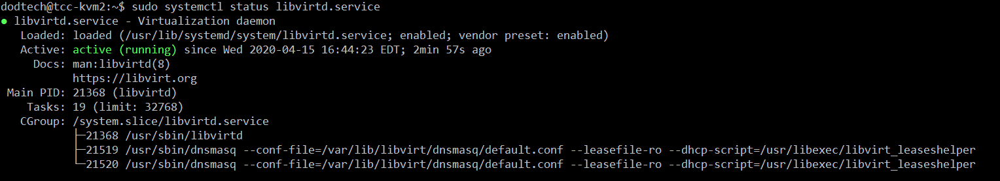 dodtech@tcc-kvm2:~$ sudo systemctl status libvirtd.service
● libvirtd.service - Virtualization daemon
   Loaded: loaded (/usr/lib/systemd/system/libvirtd.service; enabled; vendor preset: enabled)
   Active: active (running) since Wed 2020-04-15 16:44:23 EDT; 2min 57s ago
     Docs: man:libvirtd(8)
           https://libvirt.org
 Main PID: 21368 (libvirtd)
    Tasks: 19 (limit: 32768)
   CGroup: /system.slice/libvirtd.service
           ├─21368 /usr/sbin/libvirtd
           ├─21519 /usr/sbin/dnsmasq --conf-file=/var/lib/libvirt/dnsmasq/default.conf --leasefile-ro --dhcp-script=/usr/libexec/libvirt_leaseshelper
           └─21520 /usr/sbin/dnsmasq --conf-file=/var/lib/libvirt/dnsmasq/default.conf --leasefile-ro --dhcp-script=/usr/libexec/libvirt_leaseshelper